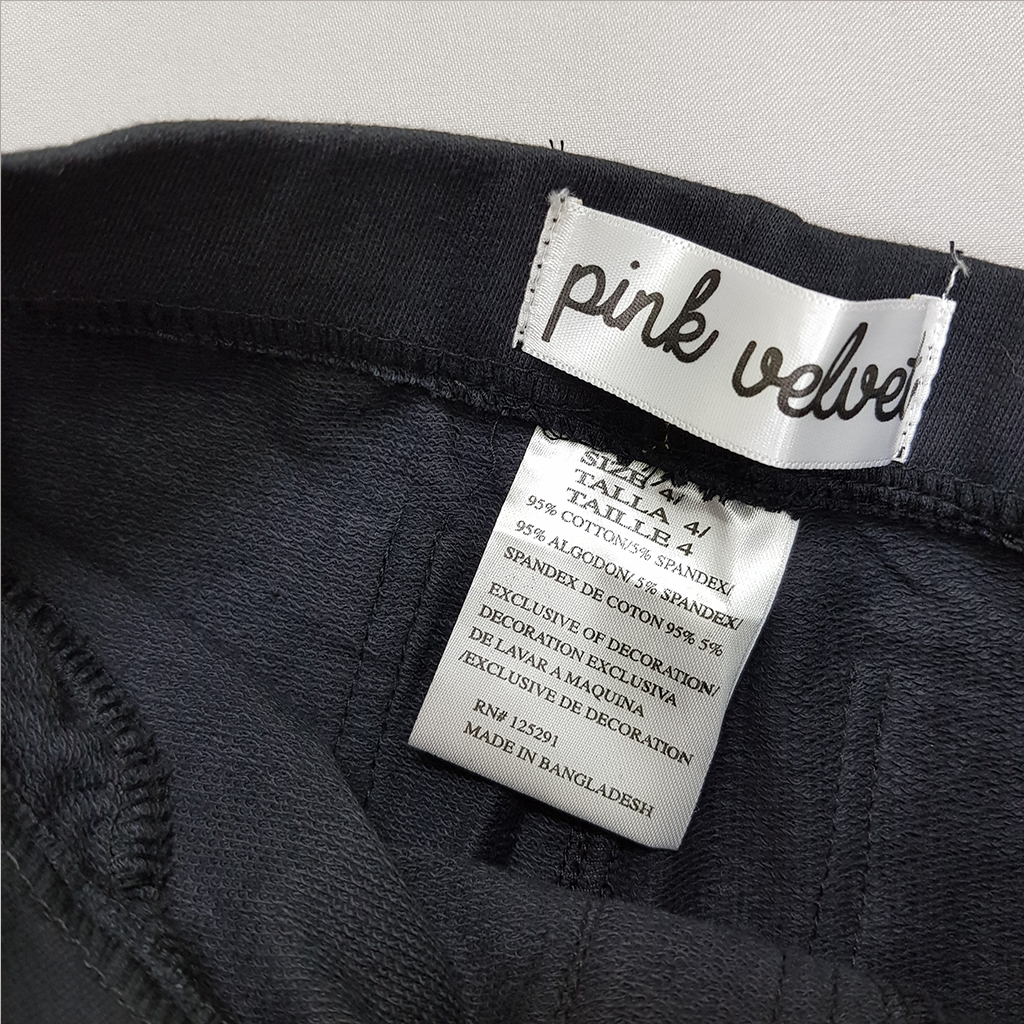 pink velvet
SIZE 4/
TALLA 4/
TAILLE 4
95% COTTON/5% SPANDEX/
95% ALGODON/ 5% SPANDEX/
SPANDEX DE COTON 95% 5%
EXCLUSIVE OF DECORATION/
DECORATION EXCLUSIVA
DE LAVAR A MAQUINA
/EXCLUSIVE DE DECORATION
RN# 125291
MADE IN BANGLADESH